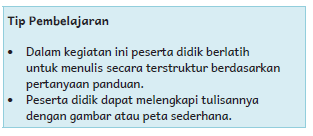 Tip Pembelajaran
• Dalam kegiatan ini peserta didik berlatih
untuk menulis secara terstruktur berdasarkan
pertanyaan panduan.
• Peserta didik dapat melengkapi tulisannya
dengan gambar atau peta sederhana.